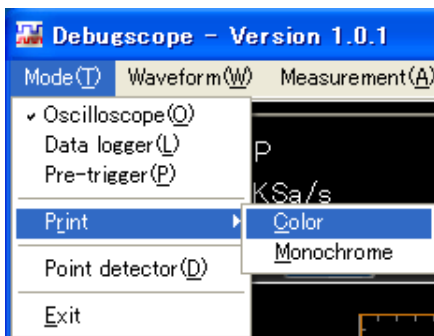 Debugscope - Version 1.0.1
Mode(T) Waveform(W) Measurement(A)
Oscilloscope(O)
Data logger(L)
Pre-trigger(P)
Print
Color
Monochrome
Point detector(D)
Exit
P
KSa/s